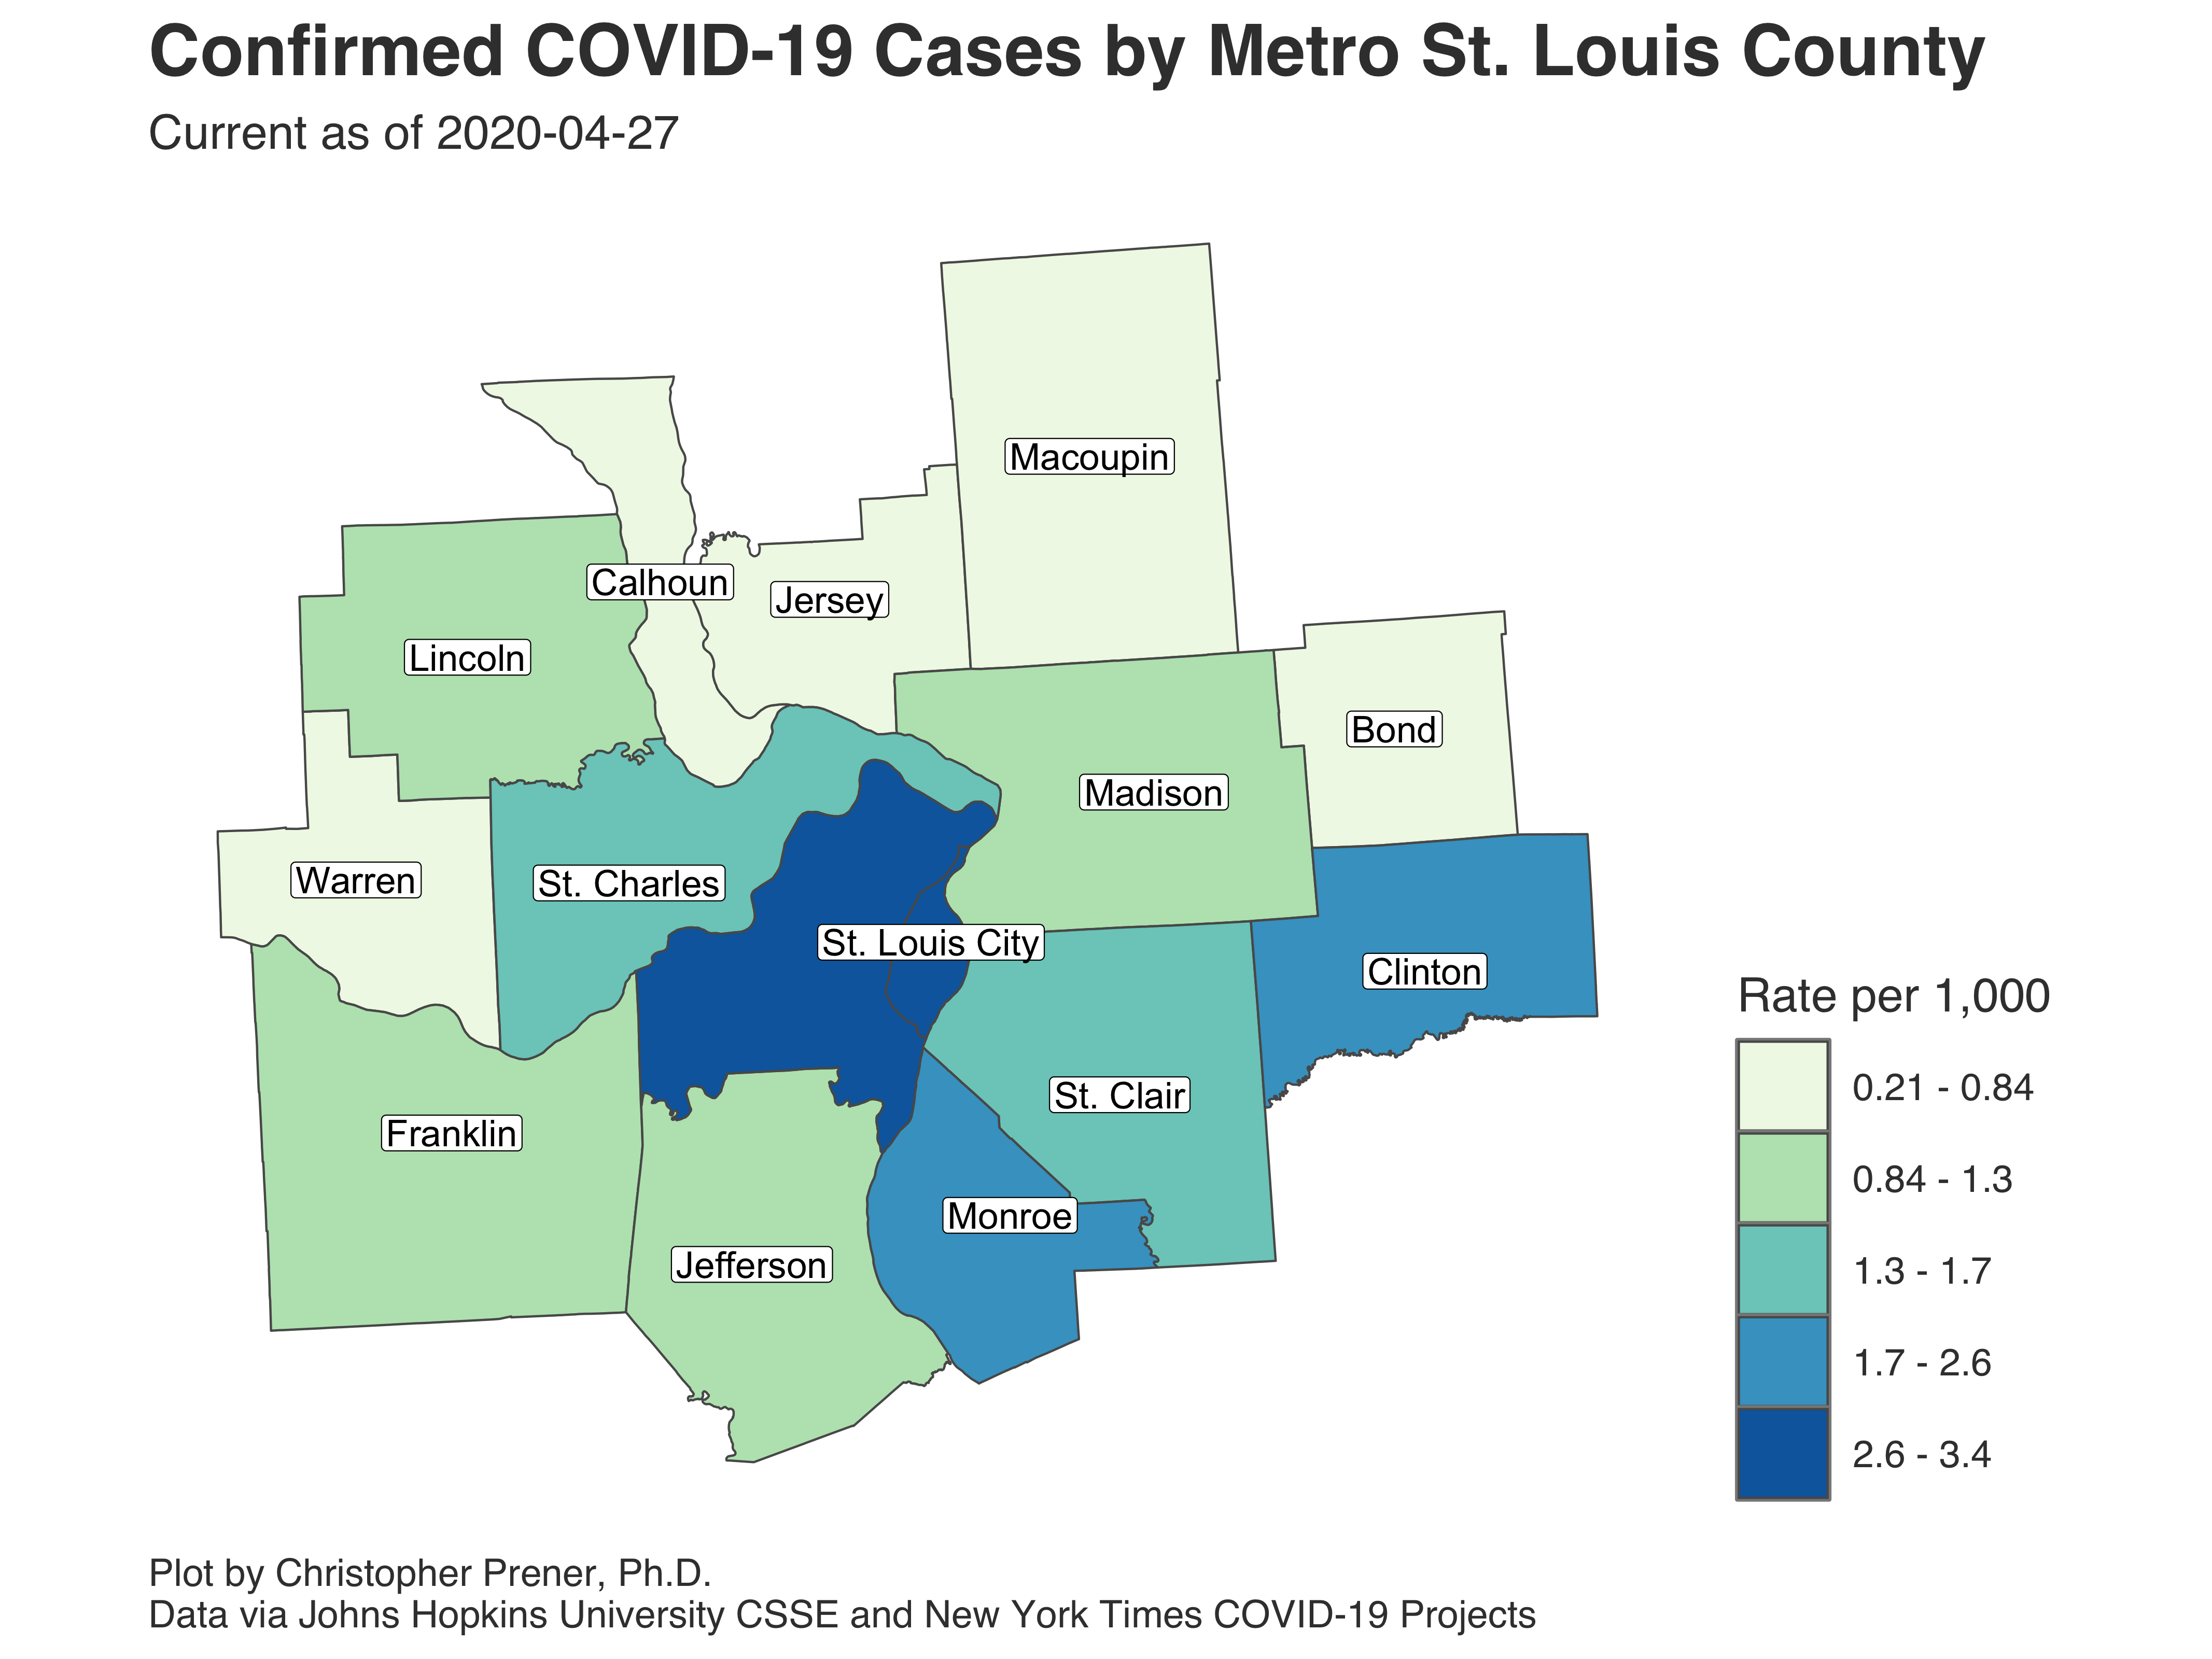 Confirmed COVID-19 Cases by Metro St. Louis County
Current as of 2020-04-27
Macoupin
Calhoun
Jersey
Lincoln
Bond
Madison
Warren
St. Charles
St. Louis City
Clinton
Rate per 1,000
0.21 - 0.84
St. Clair
Franklin
0.84 - 1.3
Monroe
Jefferson
1.3 - 1.7
1.7 - 2.6
2.6 - 3.4
Plot by Christopher Prener, Ph.D.
Data via Johns Hopkins University CSSE and New York Times COVID-19 Projects